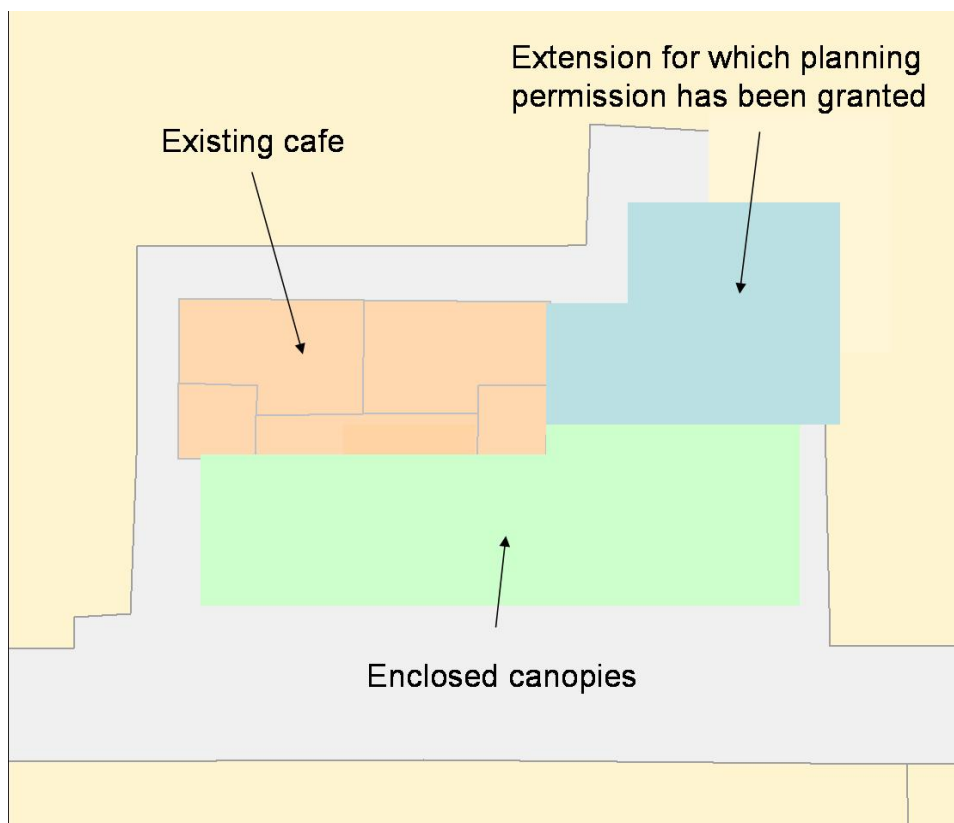 Extension for which planning
permission has been granted
Existing cafe
Enclosed canopies